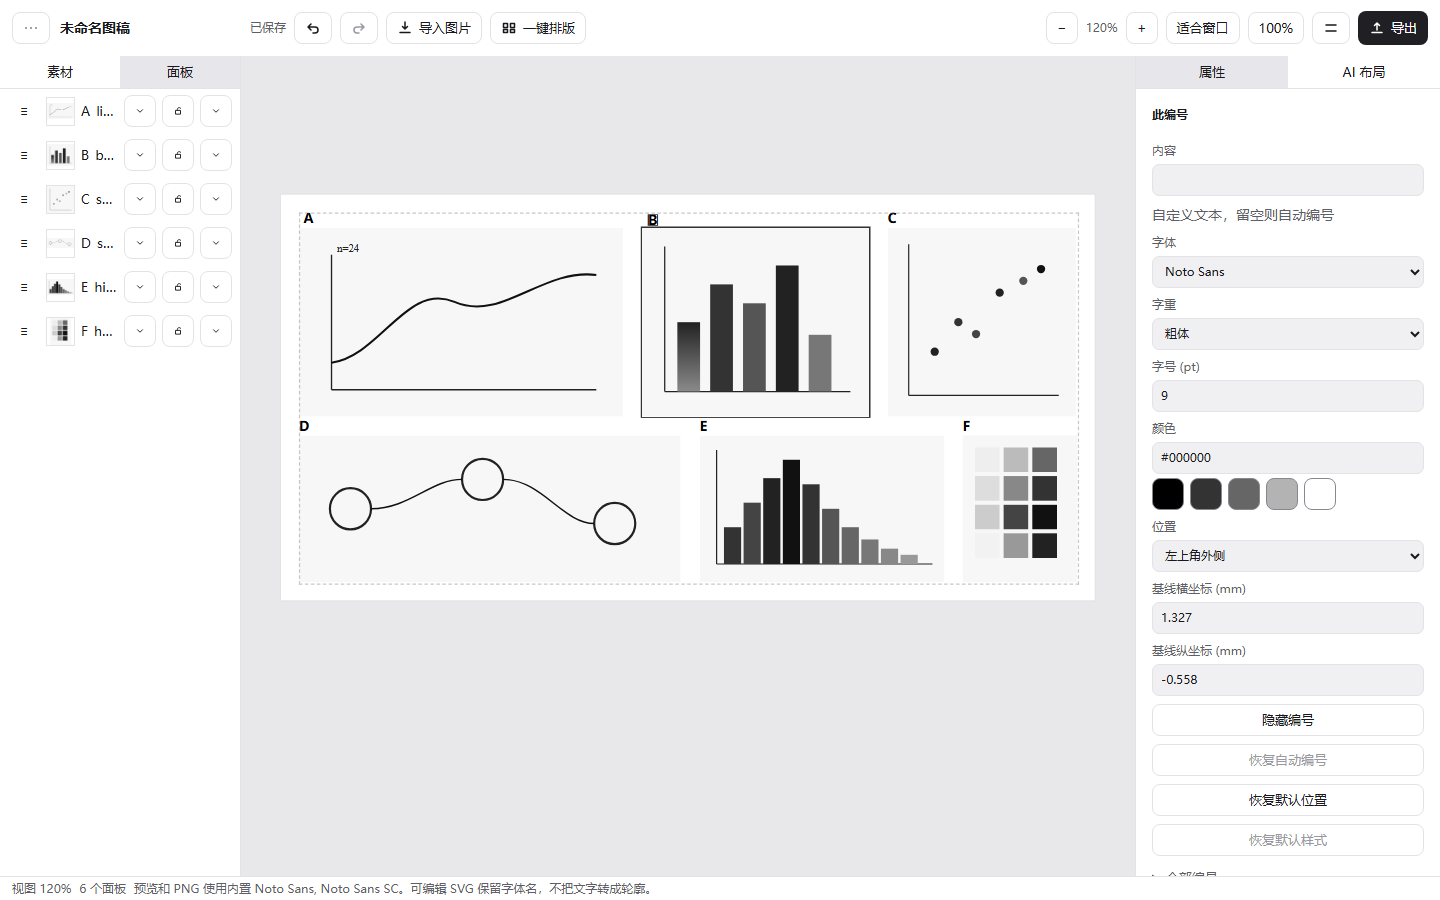 未命名图稿
已保存
导入图片
一键排版
120%
适合窗口
100%
导出
素材
面板
A li...
B b...
C s...
D s...
E hi...
F h...
A
n=24
B
C
D
E
F
属性
AI 布局
此编号
内容
自定义文本，留空则自动编号
字体
Noto Sans
字重
粗体
字号 (pt)
9
颜色
#000000
位置
左上角外侧
基线横坐标 (mm)
1.327
基线纵坐标 (mm)
-0.558
隐藏编号
恢复自动编号
恢复默认位置
恢复默认样式
视图 120% 6 个面板 预览和 PNG 使用内置 Noto Sans, Noto Sans SC。可编辑 SVG 保留字体名，不把文字转成轮廓。